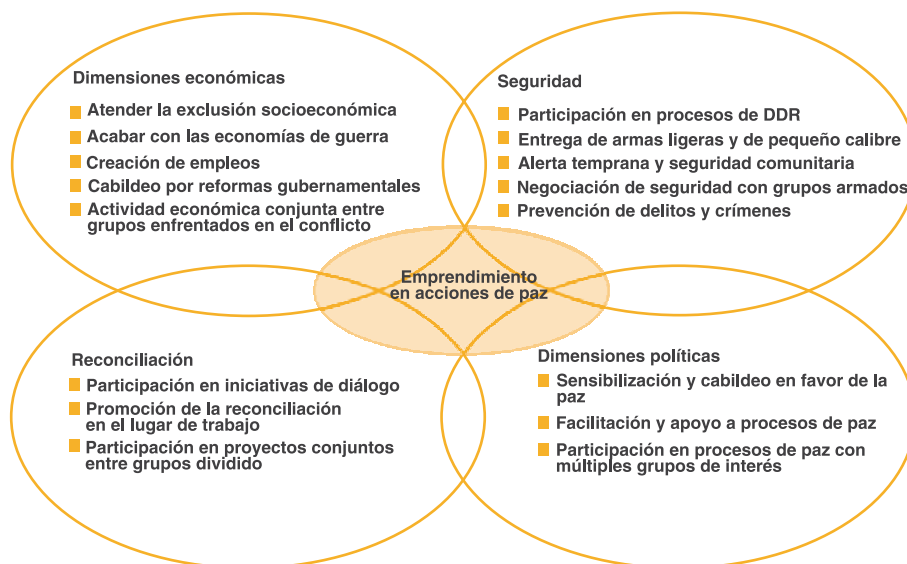 Dimensiones económicas
Atender la exclusión socioeconómica
Acabar con las economías de guerra
Creación de empleos
Cabildeo por reformas gubernamentales
Actividad económica conjunta entre
grupos enfrentados en el conflicto
Seguridad
Participación en procesos de DDR
Entrega de armas ligeras y de pequeño calibre
Alerta temprana y seguridad comunitaria
Negociación de seguridad con grupos armados
Prevención de delitos y crímenes
Emprendimiento
en acciones de paz
Reconciliación
Participación en iniciativas de diálogo
Promoción de la reconciliación
en el lugar de trabajo
Participación en proyectos conjuntos
entre grupos dividido
Dimensiones políticas
Sensibilización y cabildeo en favor de la
paz
Facilitación y apoyo a procesos de paz
Participación en procesos de paz con
múltiples grupos de interés